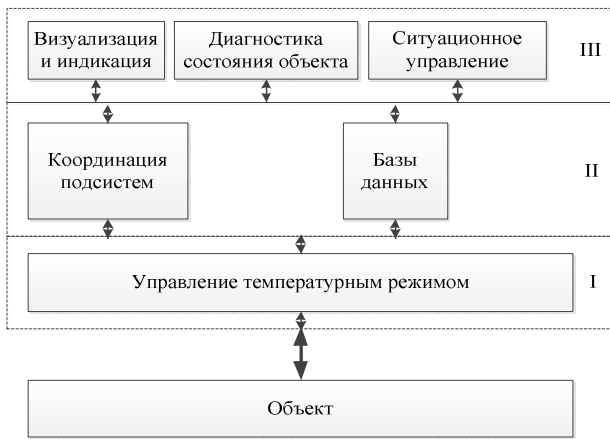 Визуализация
и индикация
Диагностика
состояния объекта
Ситуационное
управление
III
Координация
подсистем
Базы
данных
II
Управление температурным режимом
I
Объект